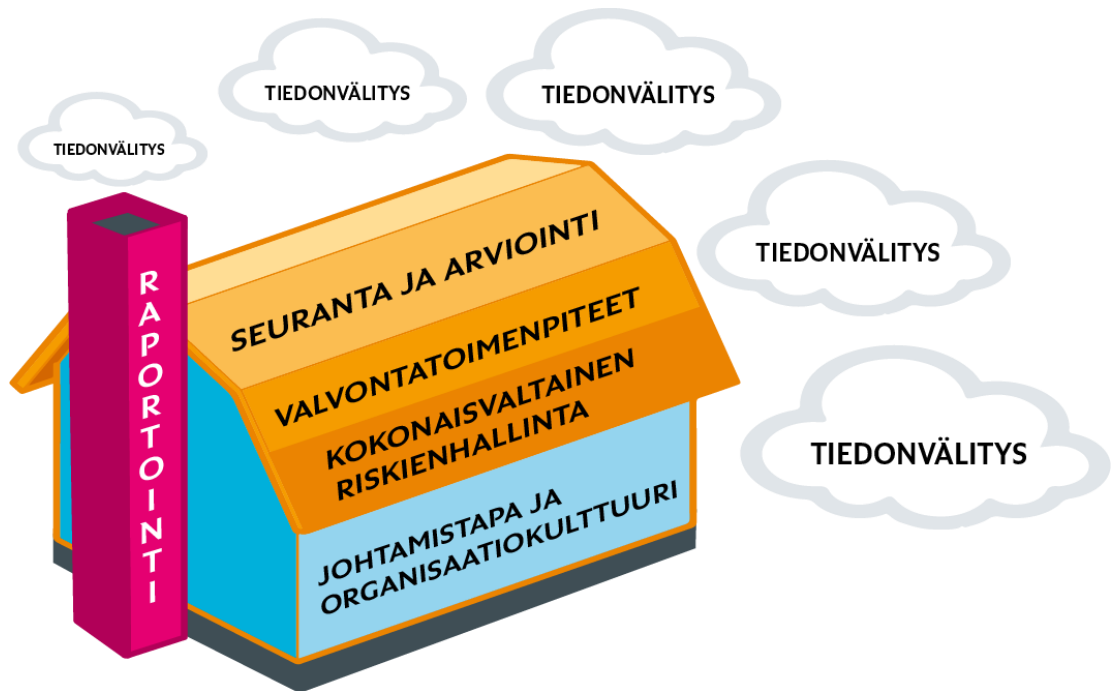 TIEDONVÄLITYS
TIEDONVÄLITYS
TIEDONVÄLITYS
TIEDONVÄLITYS
TIEDONVÄLITYS
RAPORTOINTI
SEURANTA JA ARVIOINTI
VALVONTATOIMENPITEET
KOKONAISVALTAINEN
RISKIENHALLINTA
JOHTAMISTAPA JA
ORGANISAATIOKULTTUURI